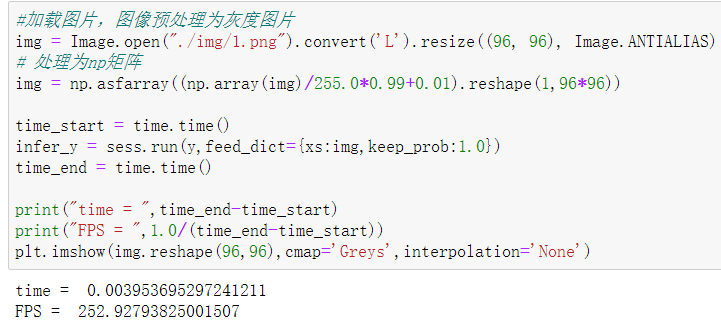 #加载图片，图像预处理为灰度图片
img = Image.open("./img/1.png").convert('L').resize((96, 96), Image.ANTIALIAS)
# 处理为np矩阵
img = np.asfarray((np.array(img)/255.0*0.99+0.01).reshape(1,96*96))
time_start = time.time()
infer_y = sess.run(y,feed_dict={xs:img,keep_prob:1.0})
time_end = time.time()
print("time = ",time_end-time_start)
print("FPS = ",1.0/(time_end-time_start))
plt.imshow(img.reshape(96,96),cmap='Greys',interpolation='None')
time =  0.003953695297241211
FPS =  252.92793825001507